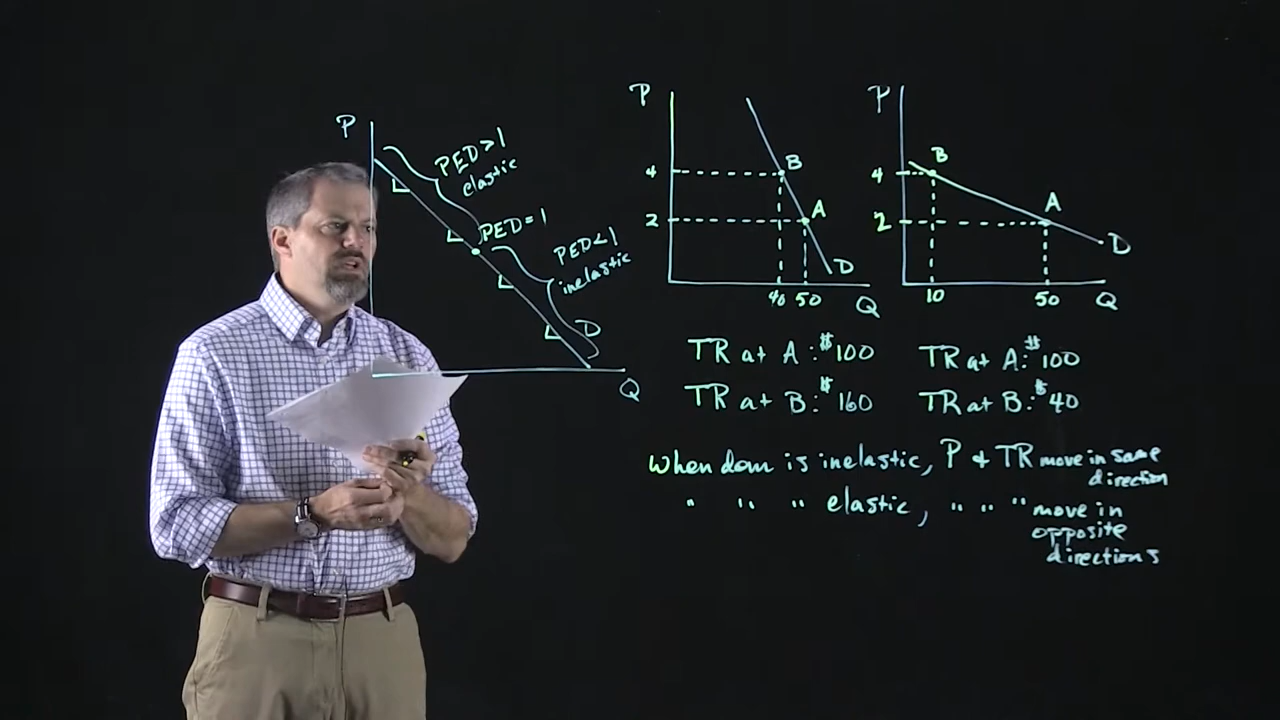 P
PED>1
elastic
PED=1
PED<1
inelastic
D
Q
P
4
2
B
A
D
40 50
Q
P
4
2
B
A
D
10
50
Q
TR at A: $100
TR at B: $160
TR at A: $100
TR at B: $40
When dem is inelastic, P & TR move in same
direction
" " " elastic, " " " move in
opposite
directions